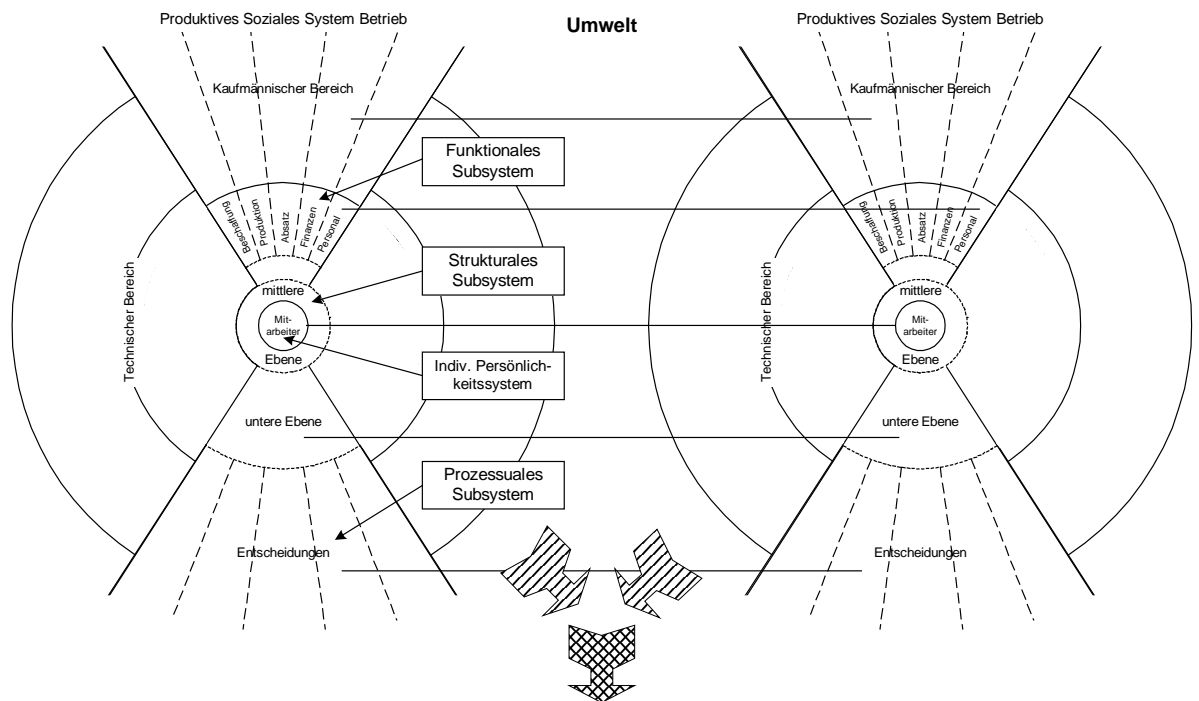 Produktives Soziales System Betrieb
Umwelt
Produktives Soziales System Betrieb
Kaufmännischer Bereich
Kaufmännischer Bereich
Funktionales
Subsystem
Beschaffung
Produktion
Absatz
Finanzen
Personal
Beschaffung
Produktion
Absatz
Finanzen
Personal
Technischer Bereich
Strukturales
Subsystem
Technischer Bereich
mittlere
Mit-
arbeiter
Ebene
mittlere
Mit-
arbeiter
Ebene
Indiv. Persönlich-
keitssystem
untere Ebene
untere Ebene
Prozessuales
Subsystem
Entscheidungen
Entscheidungen